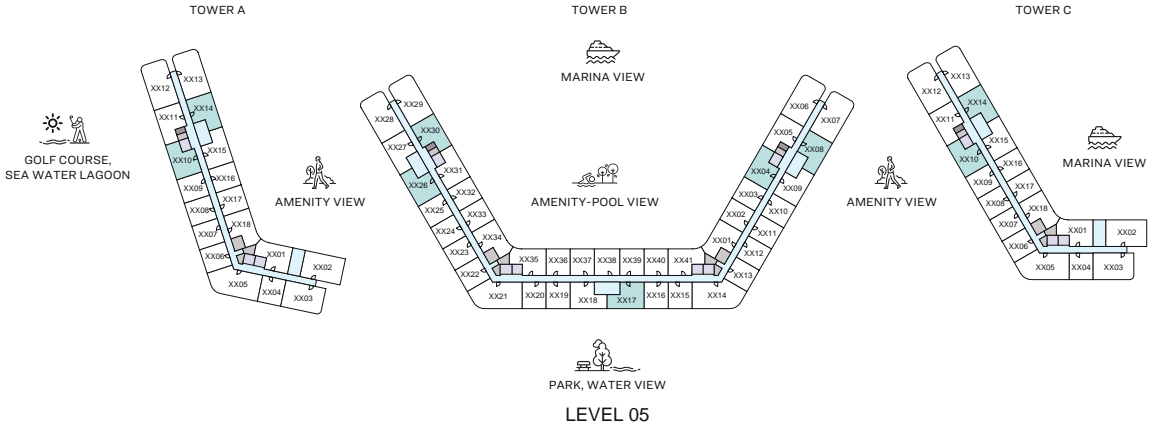 TOWER A
TOWER B
TOWER C
MARINA VIEW
GOLF COURSE,
SEA WATER LAGOON
AMENITY VIEW
AMENITY-POOL VIEW
AMENITY VIEW
MARINA VIEW
PARK, WATER VIEW
LEVEL 05
XX12
XX13
XX11
XX14
XX10
XX15
XX09
XX16
XX08
XX17
XX07
XX18
XX06
XX01
XX02
XX05
XX04
XX03
XX29
XX28
XX30
XX27
XX31
XX26
XX32
XX25
XX33
XX24
XX34
XX23
XX22
XX35
XX36
XX37
XX38
XX39
XX40
XX41
XX21
XX20
XX19
XX18
XX17
XX16
XX15
XX14
XX06
XX07
XX05
XX08
XX04
XX09
XX03
XX10
XX02
XX11
XX01
XX12
XX13
XX13
XX12
XX14
XX11
XX15
XX10
XX16
XX09
XX17
XX08
XX18
XX07
XX06
XX01
XX02
XX05
XX04
XX03